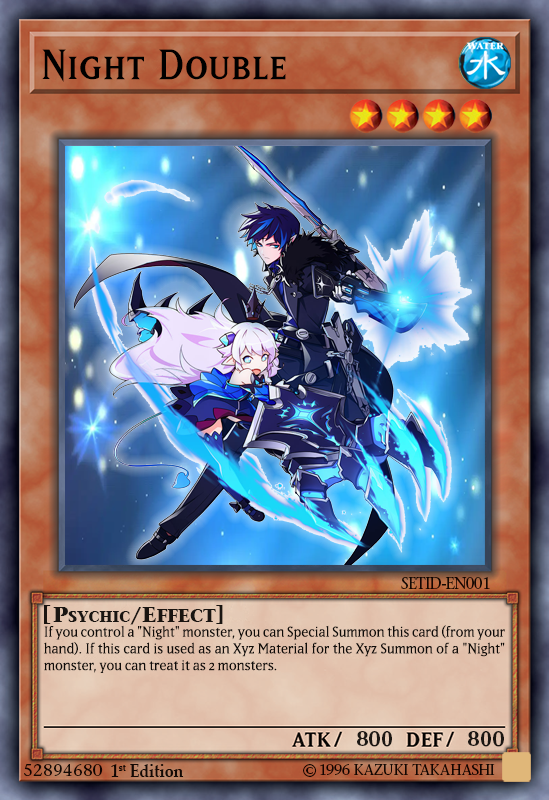 Night Double
WATER
水
SETID-EN001
[Psychic/Effect]
If you control a "Night" monster, you can Special Summon this card (from your
hand). If this card is used as an Xyz Material for the Xyz Summon of a "Night"
monster, you can treat it as 2 monsters.
ATK/ 800 DEF/ 800
52894680 1st Edition © 1996 KAZUKI TAKAHASHI